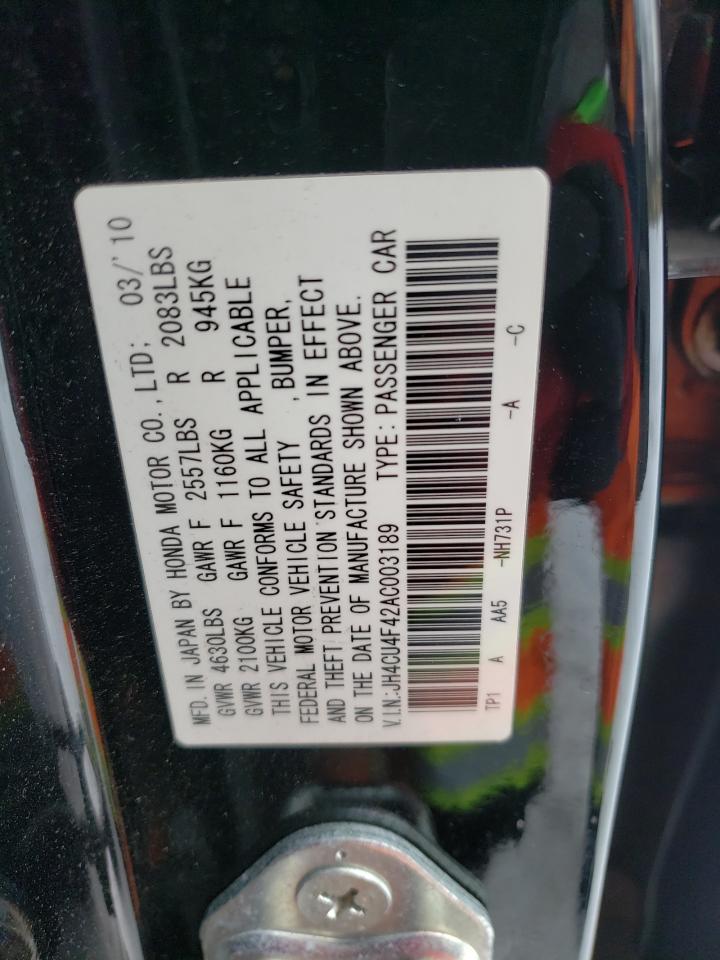 MFD. IN JAPAN BY HONDA MOTOR CO., LTD; 03/'10
GVWR 4630LBS GAWR F 2557LBS R 2083LBS
GVWR 2100KG GAWR F 1160KG R 945KG
THIS VEHICLE CONFORMS TO ALL APPLICABLE
FEDERAL MOTOR VEHICLE SAFETY ,BUMPER,
AND THEFT PREVENTION STANDARDS IN EFFECT
ON THE DATE OF MANUFACTURE SHOWN ABOVE.
V.I.N.:JH4CU4F42AC003189 TYPE: PASSENGER CAR
TP1 A AA5 -NH731P -A -C